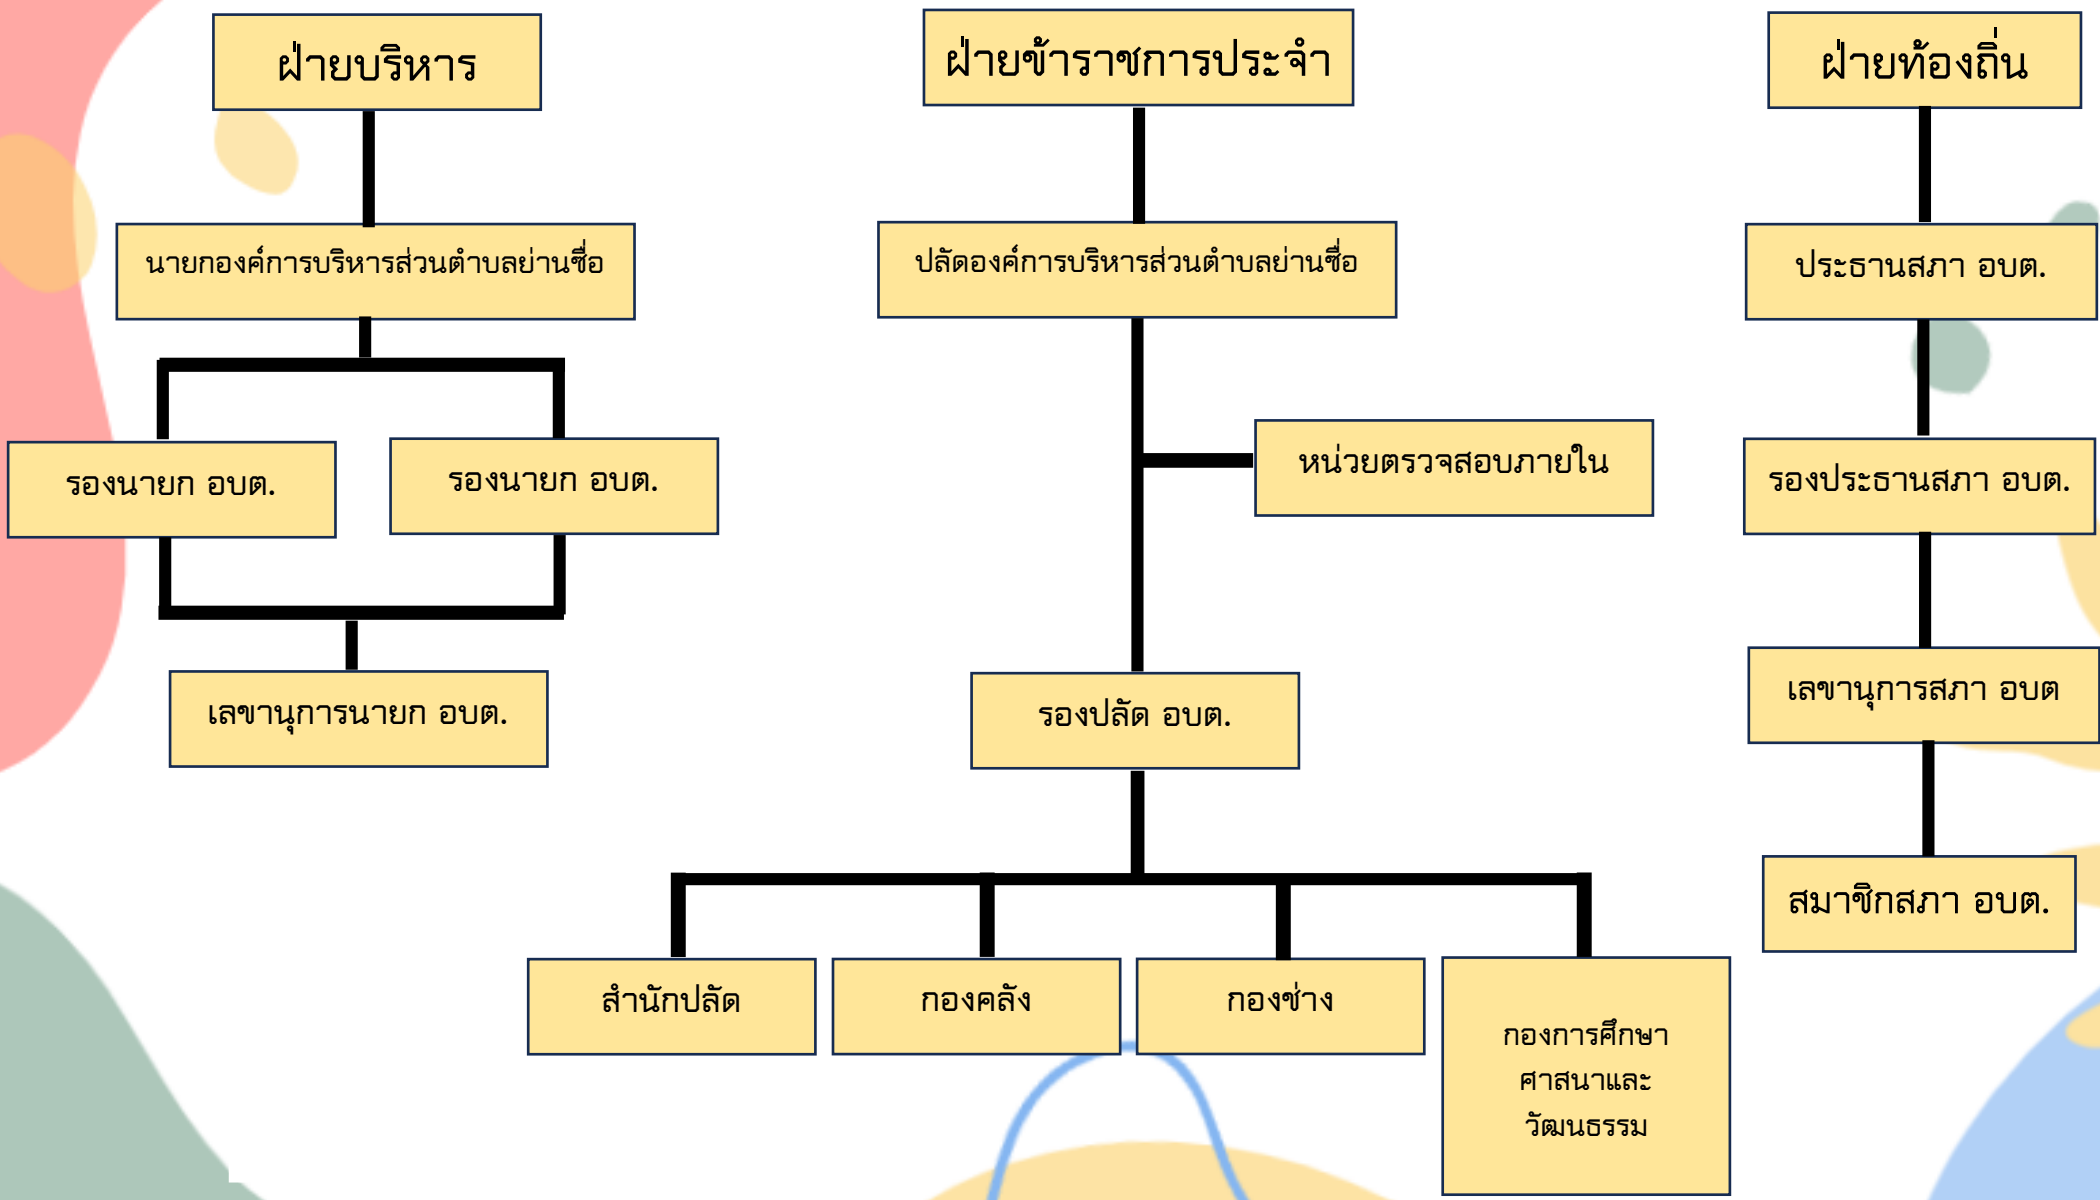 ฝ่ายบริหาร
นายกองค์การบริหารส่วนตำบลย่านซื่อ
รองนายก อบต.
รองนายก อบต.
เลขานุการนายก อบต.
ฝ่ายข้าราชการประจำ
ปลัดองค์การบริหารส่วนตำบลย่านซื่อ
หน่วยตรวจสอบภายใน
รองปลัด อบต.
สำนักปลัด
กองคลัง
กองช่าง
กองการศึกษา
ศาสนาและ
วัฒนธรรม
ฝ่ายท้องถิ่น
ประธานสภา อบต.
รองประธานสภา อบต.
เลขานุการสภา อบต
สมาชิกสภา อบต.